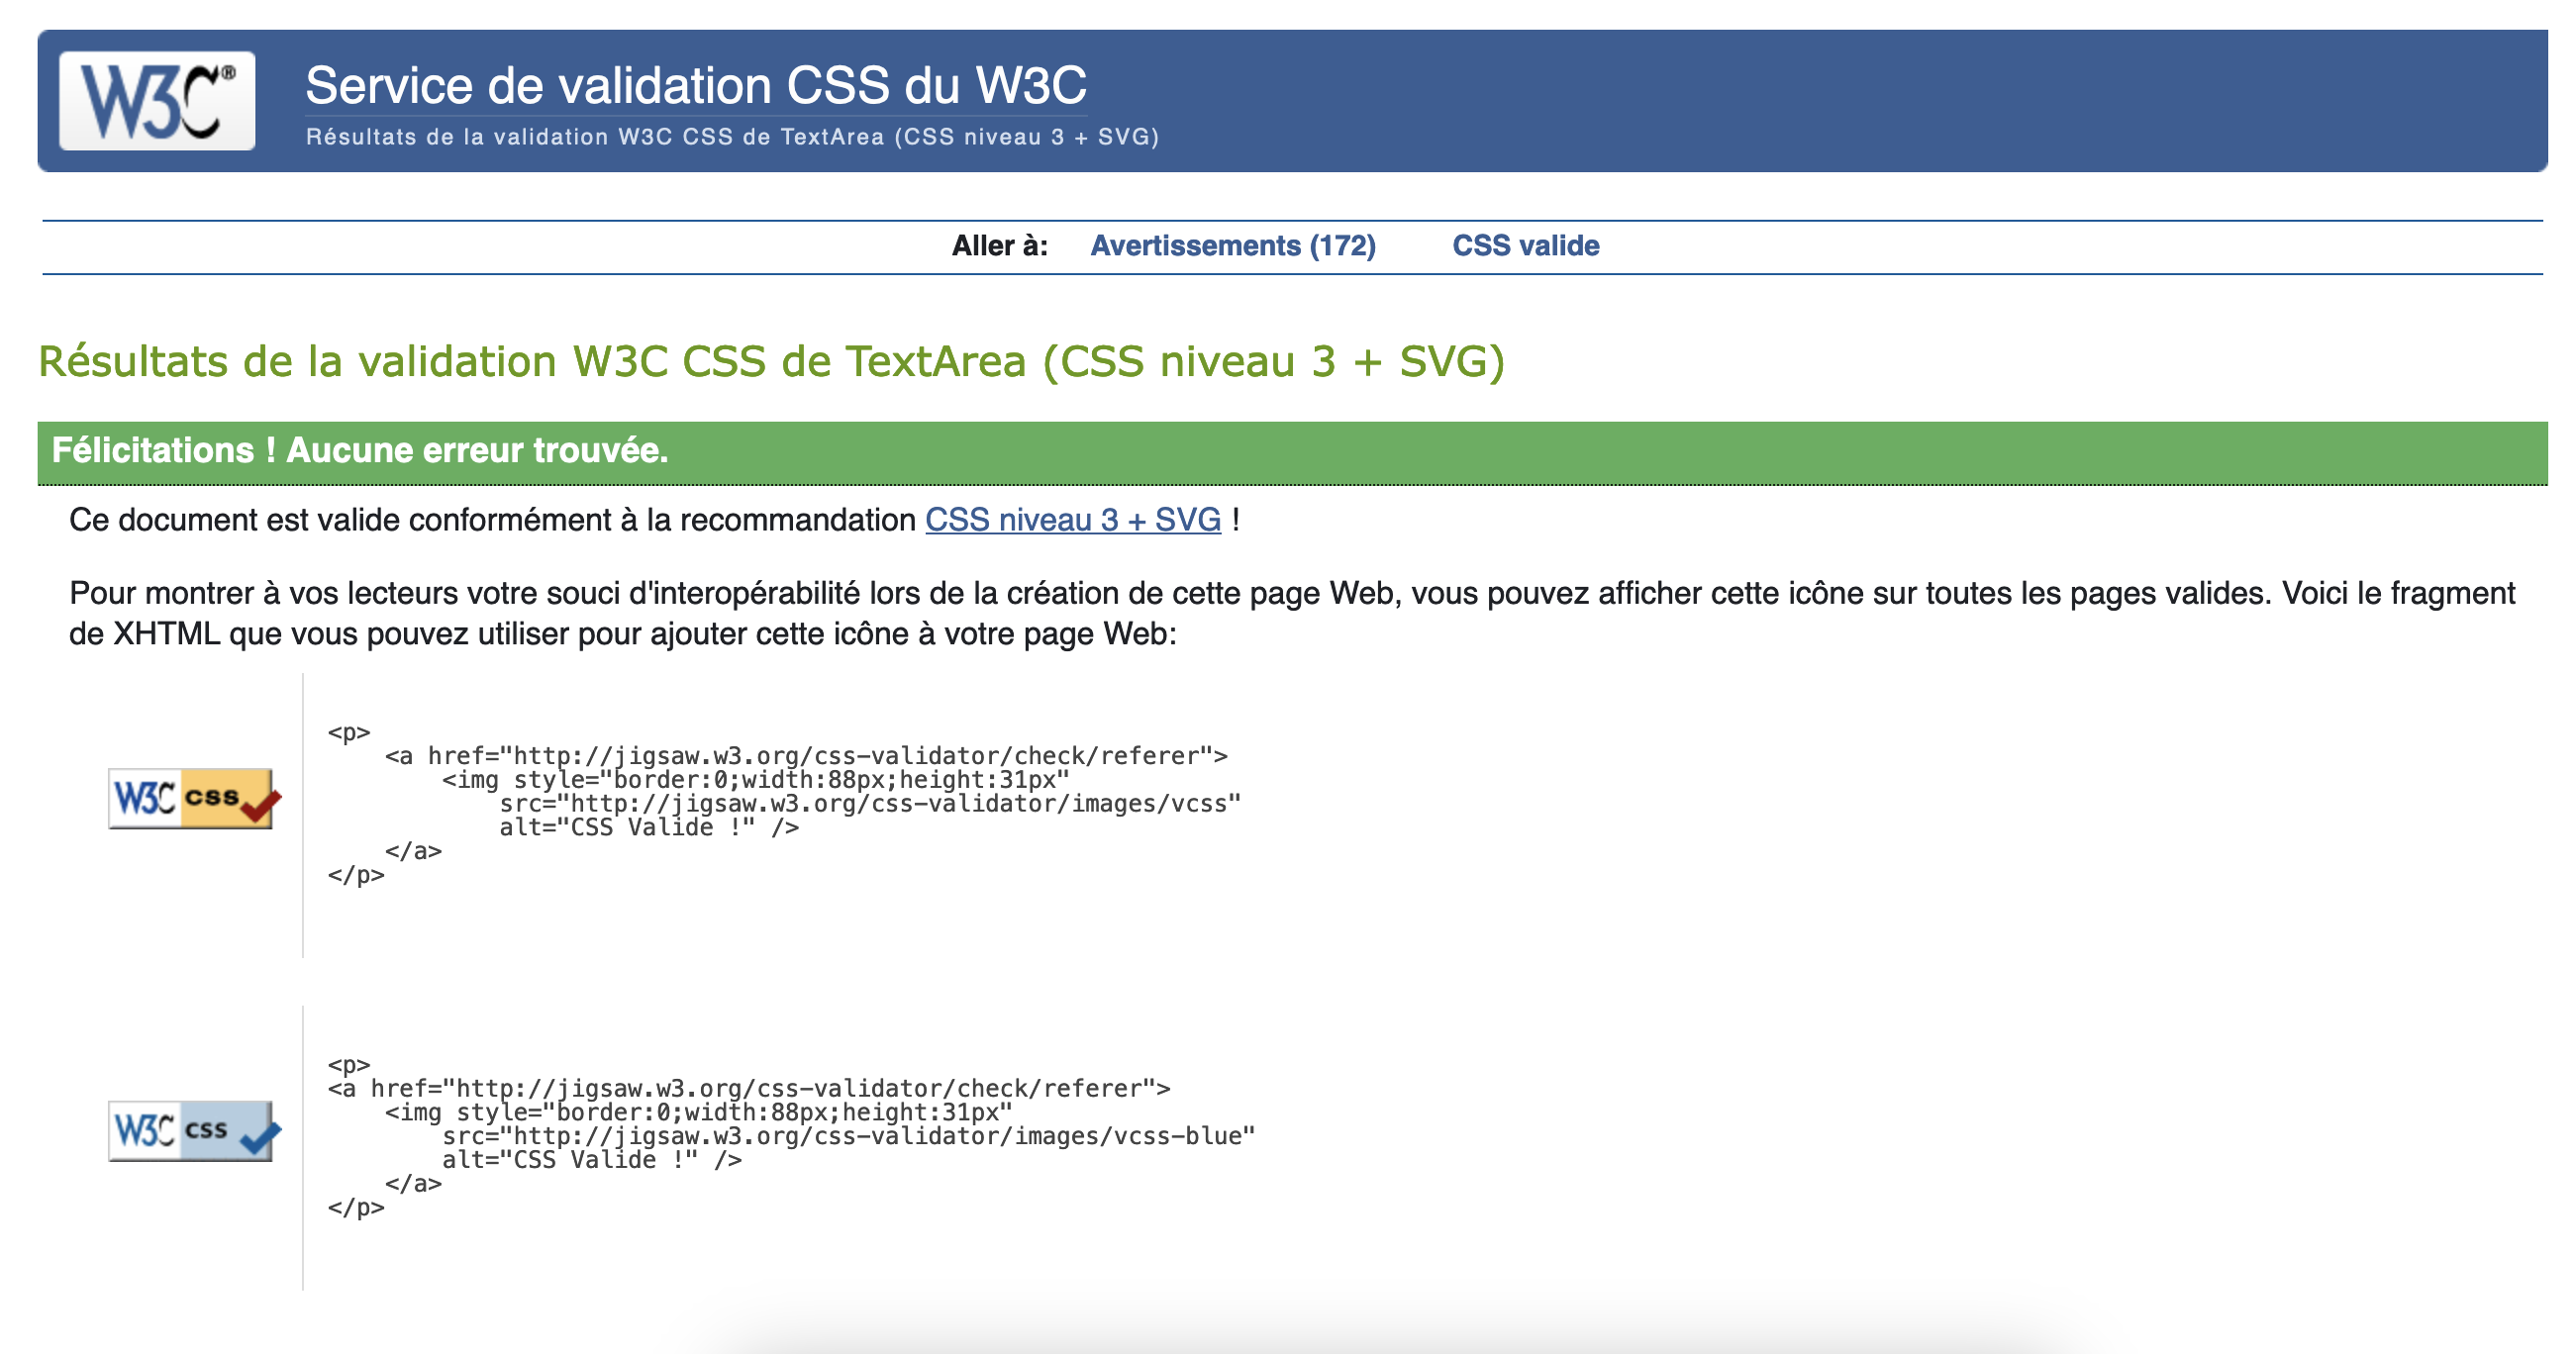 W3C®
Service de validation CSS du W3C
Résultats de la validation W3C CSS de TextArea (CSS niveau 3 + SVG)
Aller à: Avertissements (172) CSS valide
Résultats de la validation W3C CSS de TextArea (CSS niveau 3 + SVG)
Félicitations ! Aucune erreur trouvée.
Ce document est valide conformément à la recommandation CSS niveau 3 + SVG !
Pour montrer à vos lecteurs votre souci d'interopérabilité lors de la création de cette page Web, vous pouvez afficher cette icône sur toutes les pages valides. Voici le fragment
de XHTML que vous pouvez utiliser pour ajouter cette icône à votre page Web:
W3C css
<p>
    <a href="http://jigsaw.w3.org/css-validator/check/referer">
        <img style="border:0;width:88px;height:31px"
            src="http://jigsaw.w3.org/css-validator/images/vcss"
            alt="CSS Valide !" />
    </a>
</p>
W3C css
<p>
<a href="http://jigsaw.w3.org/css-validator/check/referer">
    <img style="border:0;width:88px;height:31px"
        src="http://jigsaw.w3.org/css-validator/images/vcss-blue"
        alt="CSS Valide !" />
    </a>
</p>